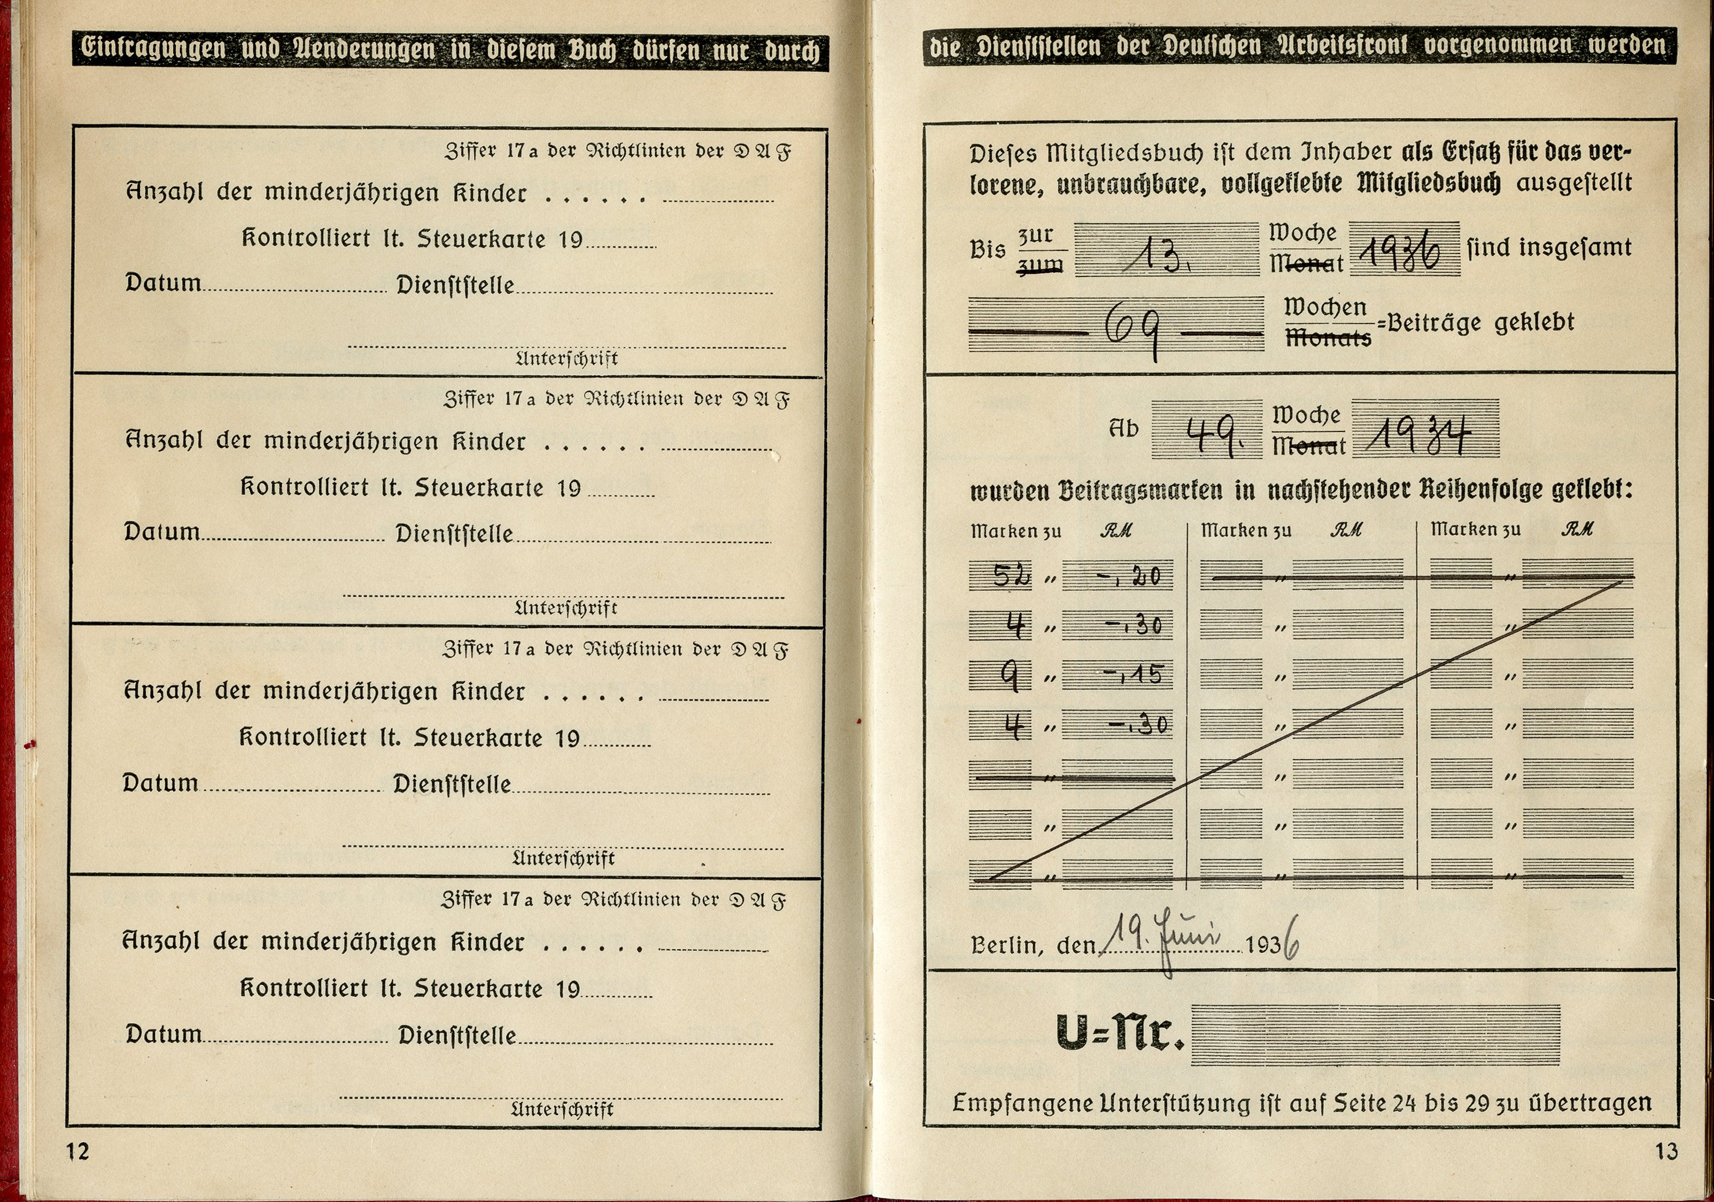 Eintragungen und Aenderungen in diesem Buch dürfen nur durch
Ziffer 17a der Richtlinien der DAF
Anzahl der minderjährigen Kinder . . . . . .
Kontrolliert lt. Steuerkarte 19
Datum Dienststelle
Unterschrift
Ziffer 17a der Richtlinien der DAF
Anzahl der minderjährigen Kinder . . . . . .
Kontrolliert lt. Steuerkarte 19
Datum Dienststelle
Unterschrift
Ziffer 17a der Richtlinien der DAF
Anzahl der minderjährigen Kinder . . . . . .
Kontrolliert lt. Steuerkarte 19
Datum Dienststelle
Unterschrift
Ziffer 17a der Richtlinien der DAF
Anzahl der minderjährigen Kinder . . . . . .
Kontrolliert lt. Steuerkarte 19
Datum Dienststelle
Unterschrift
12
die Dienststellen der Deutschen Arbeitsfront vorgenommen werden
Dieses Mitgliedsbuch ist dem Inhaber als Ersatz für das ver-
lorene, unbrauchbare, vollgeklebte Mitgliedsbuch ausgestellt
Bis zur 13. Woche 1936 sind insgesamt
zum Monat
69 Wochen =Beiträge geklebt
Monats
Ab 49. Woche 1934
Monat
wurden Beitragsmarken in nachstehender Reihenfolge geklebt:
Marken zu RM Marken zu RM Marken zu RM
52 " -,20 " "
4 " -,30 " "
9 " -,15 " "
4 " -,30 " "
" " "
" " "
" " "
Berlin, den 19. Juni 1936
U=Nr.
Empfangene Unterstützung ist auf Seite 24 bis 29 zu übertragen
13